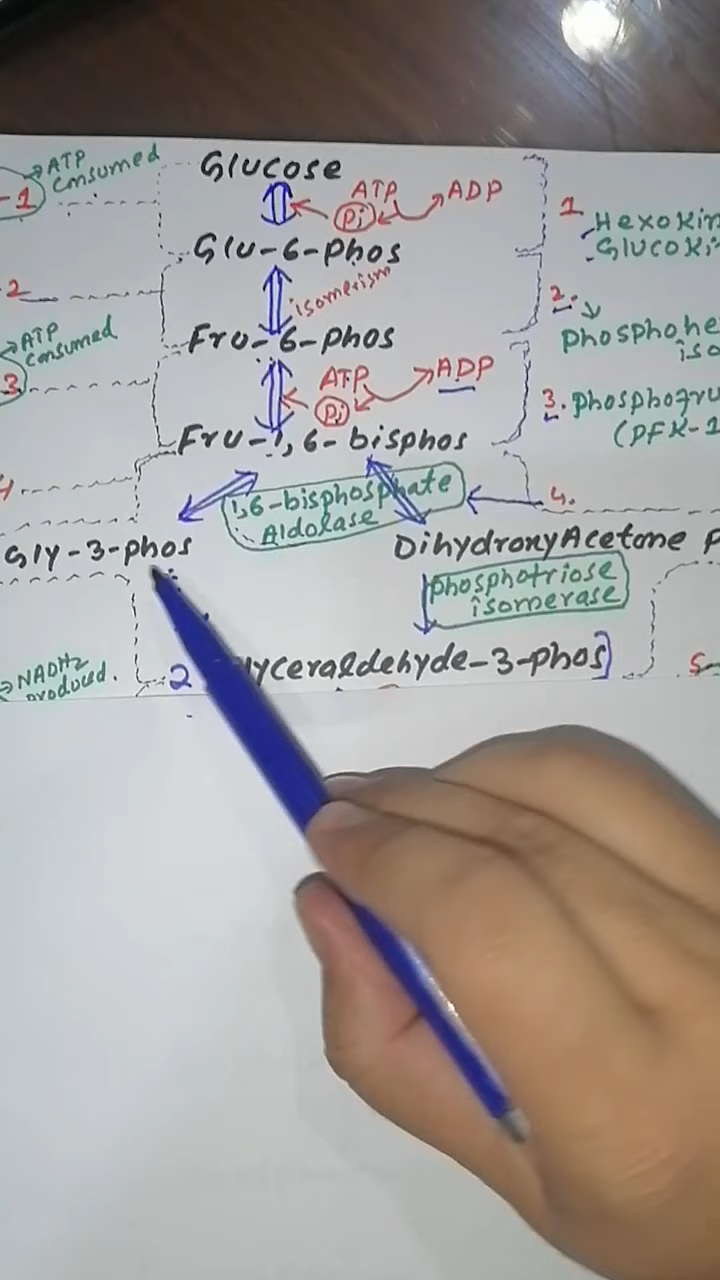 ATP
consumed
-1
Glucose
ATP
ADP
Pi
1
Hexokin
Glucoki
Glu-6-phos
2
isomerism
2.
phosphohe
iso
Fru-6-phos
ATP
consumed
3
ATP
ADP
Pi
3. phosphofru
(PFK-1
Fru-1,6-bisphos
1,6-bisphosphate
Aldolase
4.
Gly-3-phos
DihydroxyAcetone P
phosphotriose
isomerase
NADH2
produced.
2
lyceraldehyde-3-phos]
5